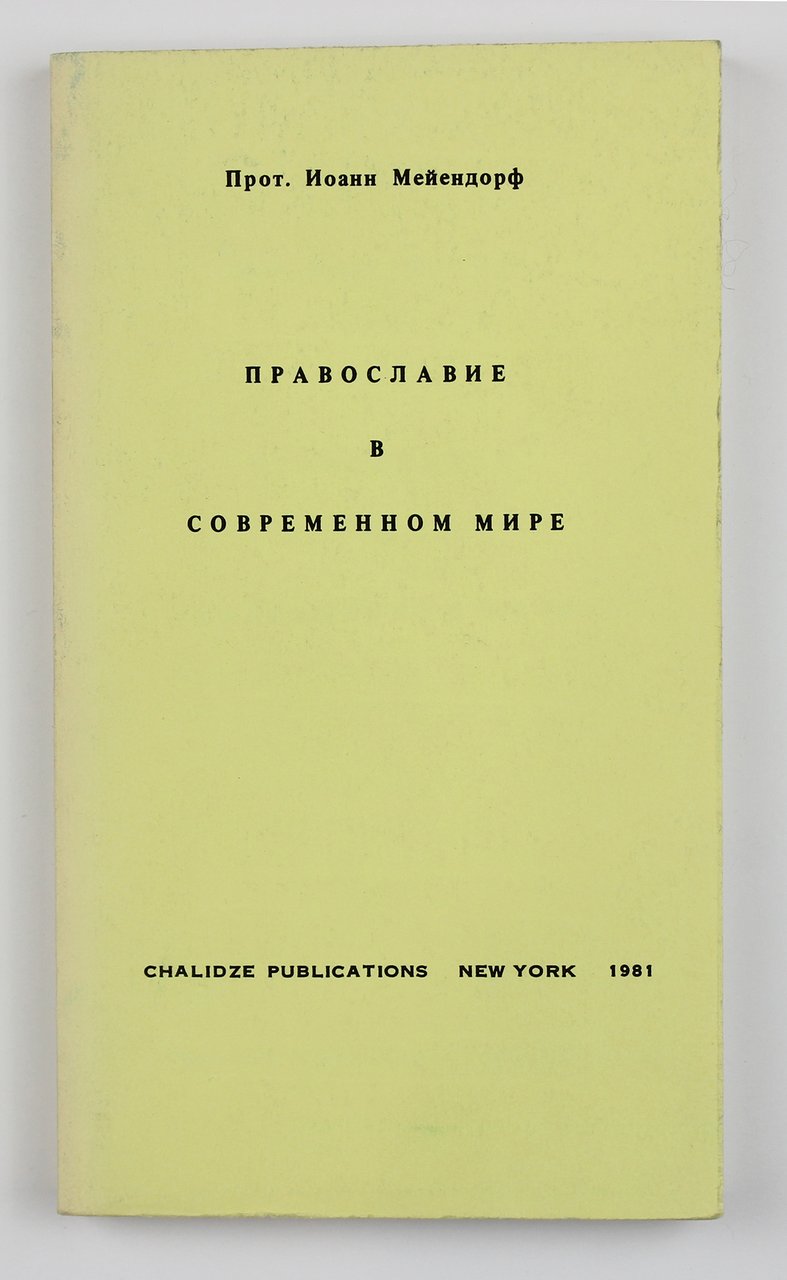 Прот. Иоанн Мейендорф
ПРАВОСЛАВИЕ
В
СОВРЕМЕННОМ МИРЕ
CHALIDZE PUBLICATIONS NEW YORK 1981